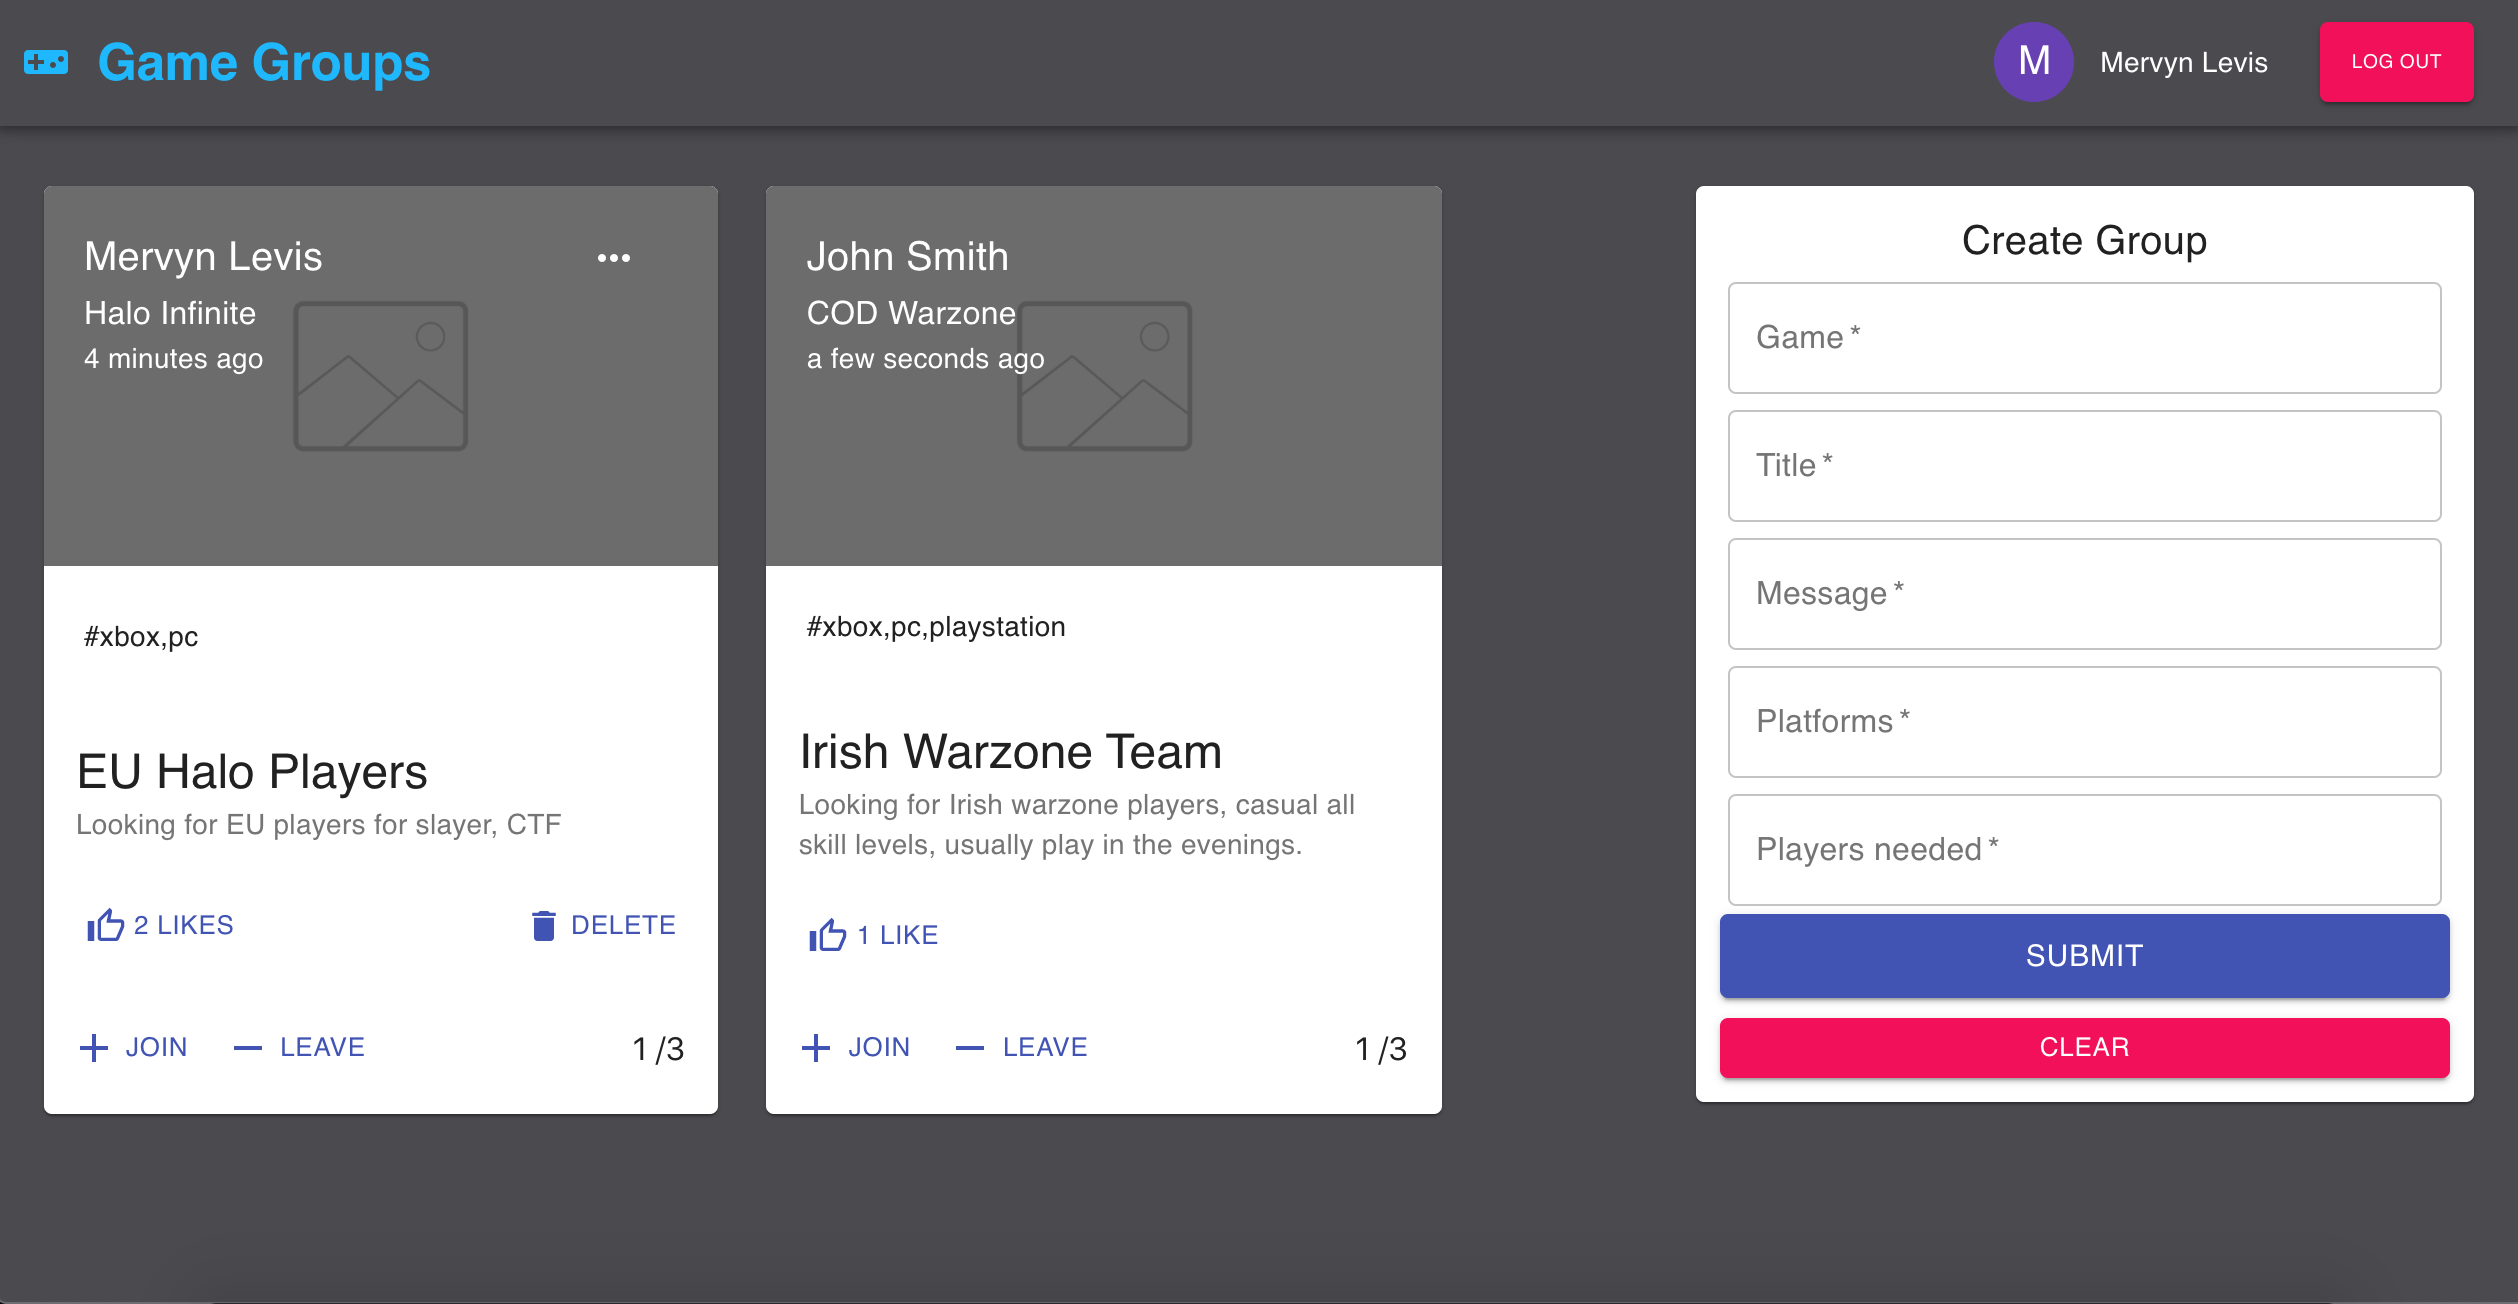 Game Groups
M
Mervyn Levis
LOG OUT
Mervyn Levis
Halo Infinite
4 minutes ago
#xbox,pc
EU Halo Players
Looking for EU players for slayer, CTF
2 LIKES
DELETE
JOIN
LEAVE
1 /3
John Smith
COD Warzone
a few seconds ago
#xbox,pc,playstation
Irish Warzone Team
Looking for Irish warzone players, casual all
skill levels, usually play in the evenings.
1 LIKE
JOIN
LEAVE
1 /3
Create Group
Game *
Title *
Message *
Platforms *
Players needed *
SUBMIT
CLEAR